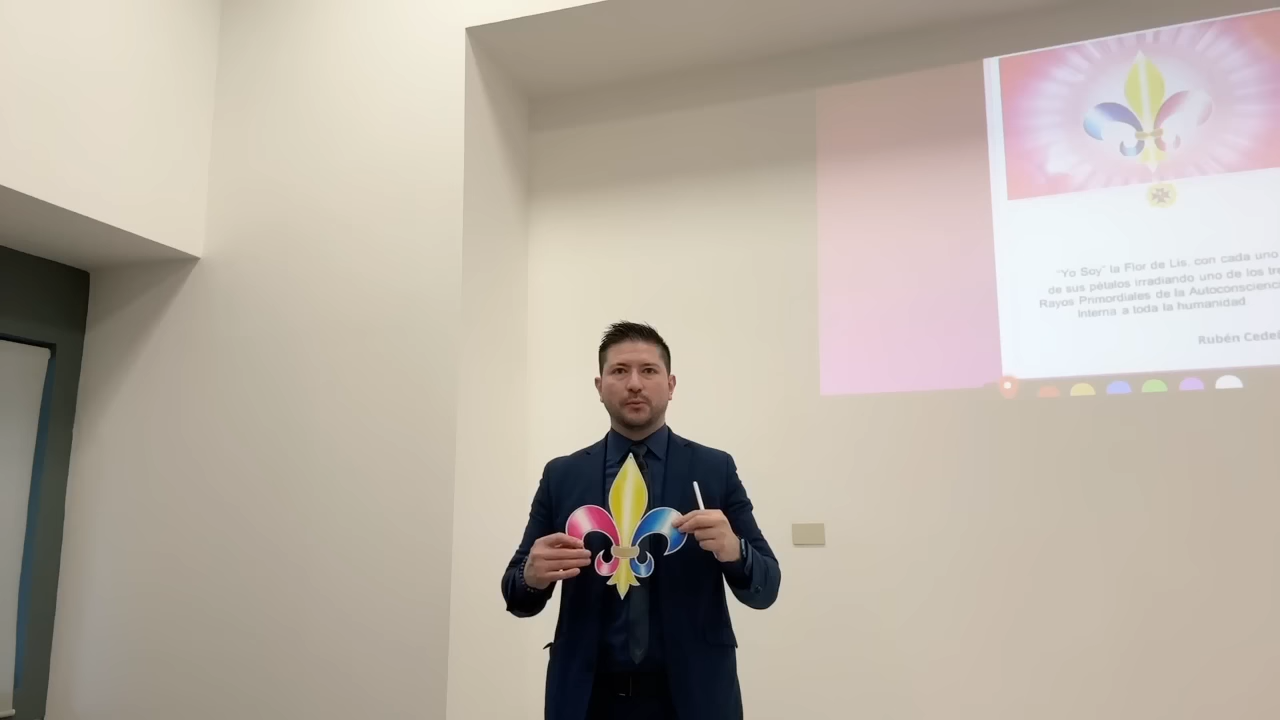 "Yo Soy" la Flor de Lis, con cada uno
de sus pétalos irradiando uno de los
Rayos Primordiales de la
Interna a toda la humanidad
Rubén